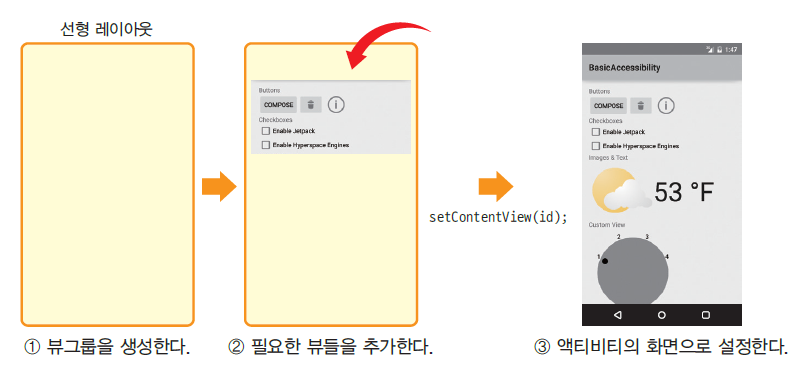 선형 레이아웃
Buttons
COMPOSE
Checkboxes
Enable Jetpack
Enable Hyperspace Engines
setContentView(id);
1:47
BasicAccessibility
Buttons
COMPOSE
Checkboxes
Enable Jetpack
Enable Hyperspace Engines
Images & Text
53 °F
Custom View
1 2 3 4
① 뷰그룹을 생성한다.
② 필요한 뷰들을 추가한다.
③ 액티비티의 화면으로 설정한다.